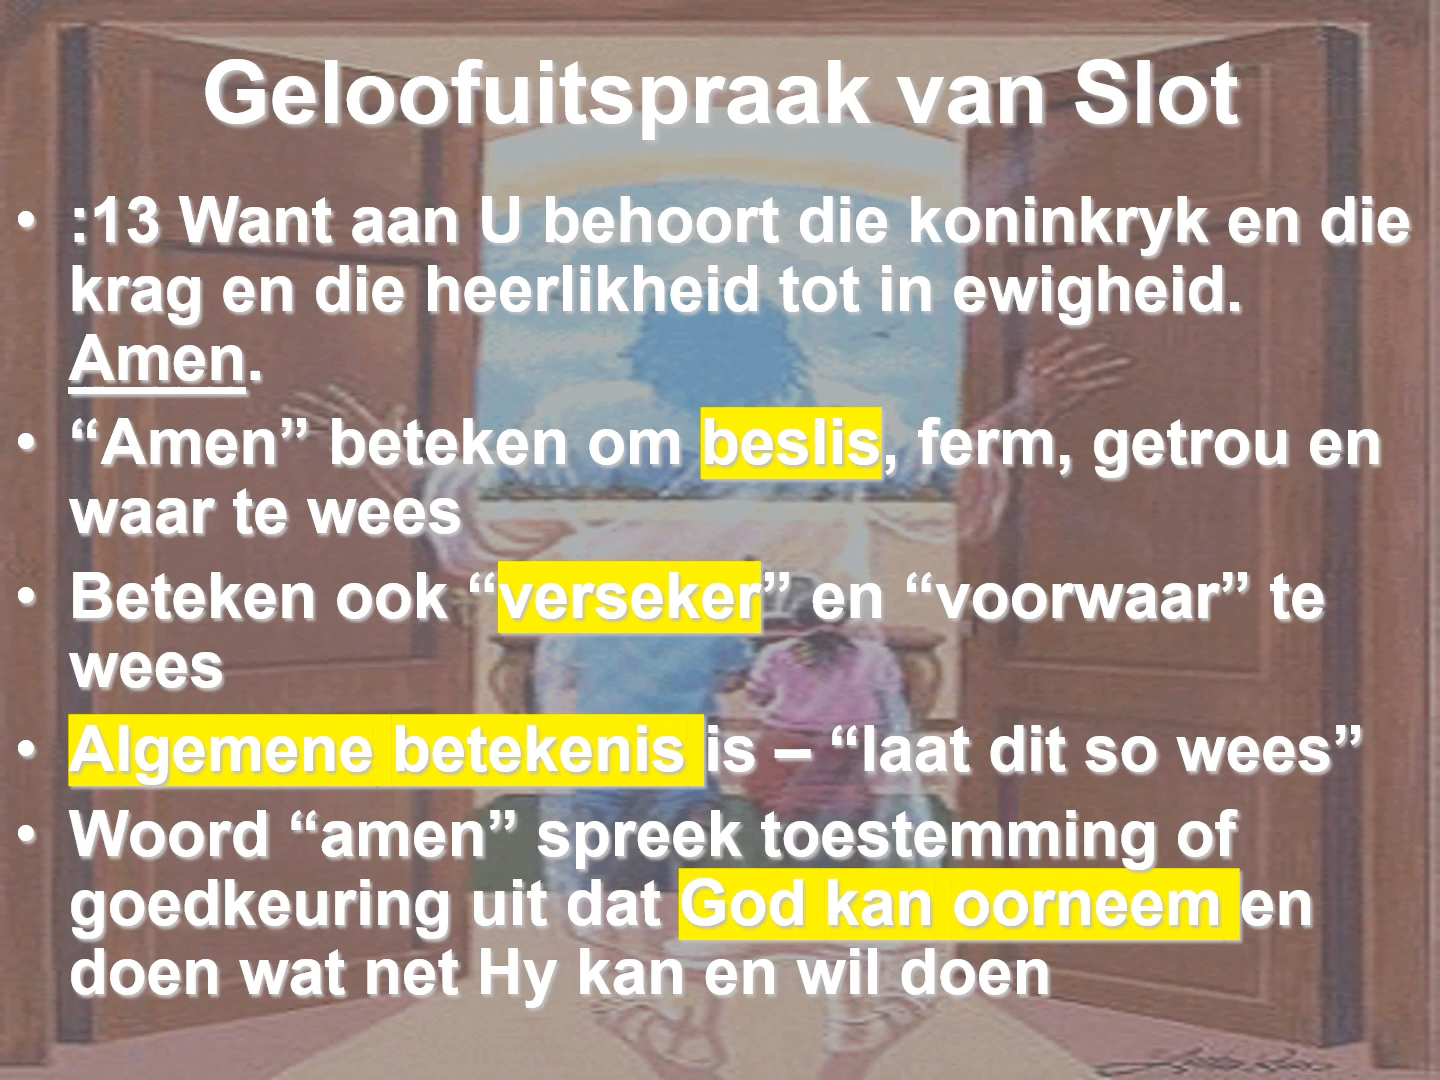 Geloofuitspraak van Slot
• :13 Want aan U behoort die koninkryk en die
krag en die heerlikheid tot in ewigheid.
Amen.
• “Amen” beteken om beslis, ferm, getrou en
waar te wees
• Beteken ook “verseker” en “voorwaar” te
wees
• Algemene betekenis is – “laat dit so wees”
• Woord “amen” spreek toestemming of
goedkeuring uit dat God kan oorneem en
doen wat net Hy kan en wil doen